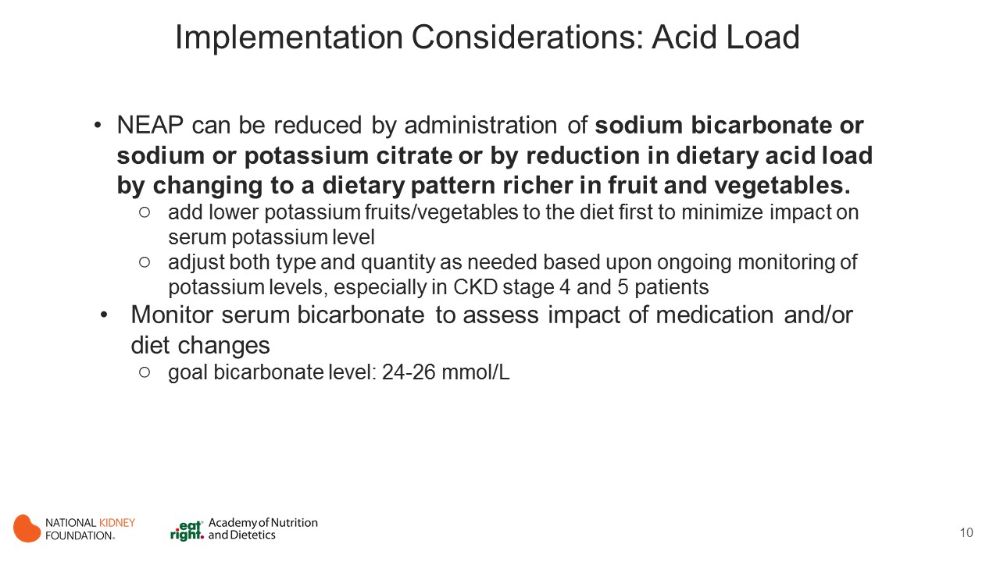 Implementation Considerations: Acid Load
• NEAP can be reduced by administration of sodium bicarbonate or
sodium or potassium citrate or by reduction in dietary acid load
by changing to a dietary pattern richer in fruit and vegetables.
○ add lower potassium fruits/vegetables to the diet first to minimize impact on
serum potassium level
○ adjust both type and quantity as needed based upon ongoing monitoring of
potassium levels, especially in CKD stage 4 and 5 patients
• Monitor serum bicarbonate to assess impact of medication and/or
diet changes
○ goal bicarbonate level: 24-26 mmol/L
NATIONAL KIDNEY
FOUNDATION®
eat
right.
Academy of Nutrition
and Dietetics
10